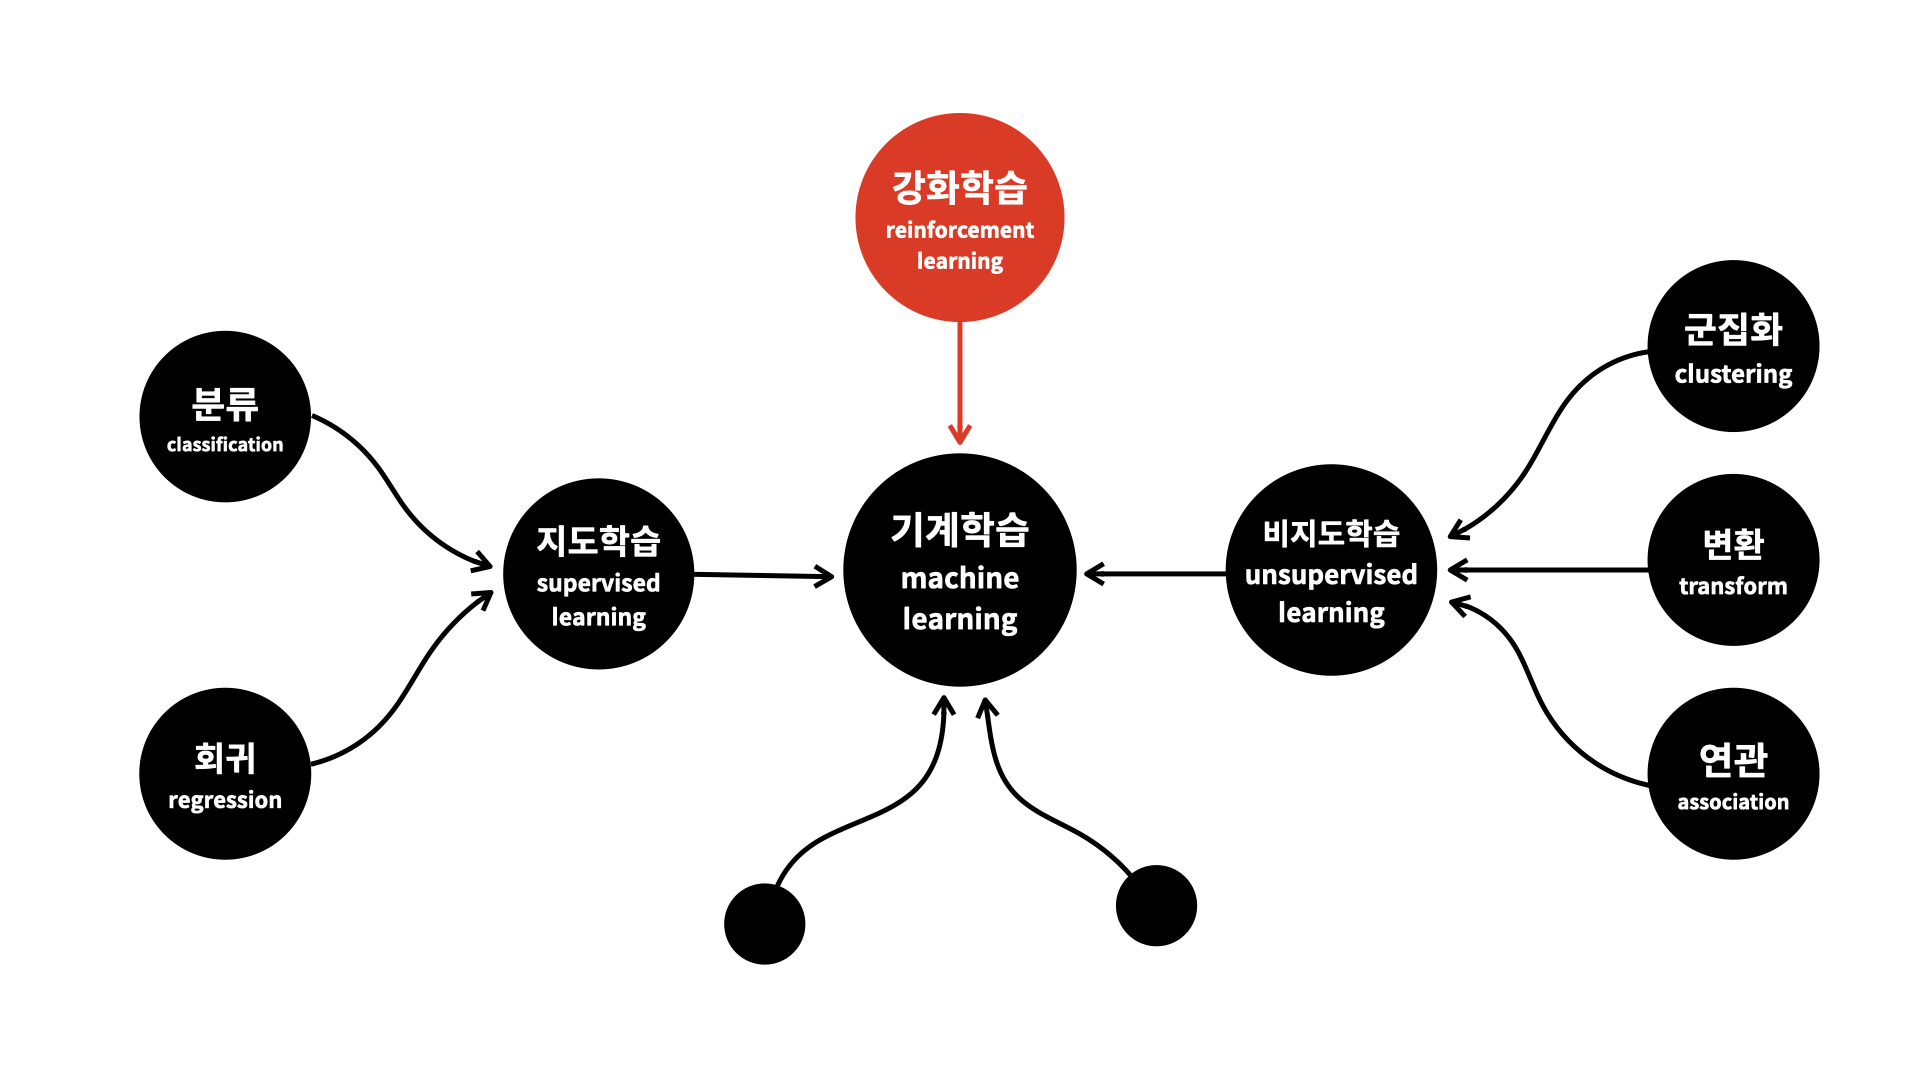 강화학습
reinforcement
learning
분류
classification
회귀
regression
지도학습
supervised
learning
기계학습
machine
learning
비지도학습
unsupervised
learning
군집화
clustering
변환
transform
연관
association